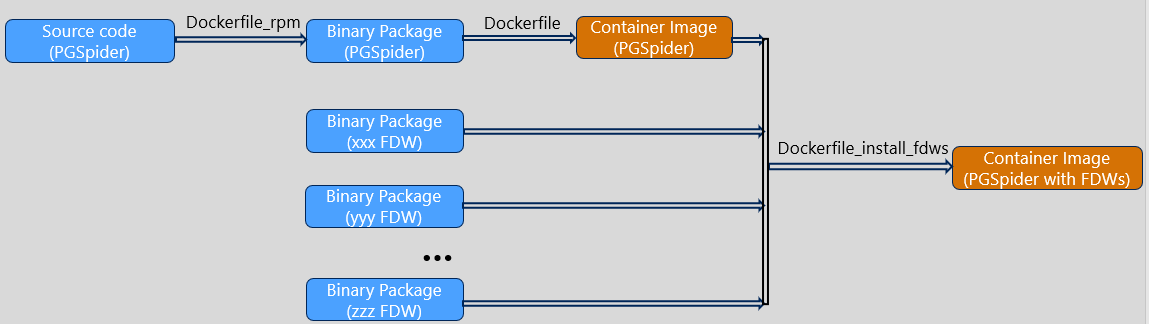 Source code
(PGSpider)
Dockerfile_rpm
Binary Package
(PGSpider)
Dockerfile
Container Image
(PGSpider)
Binary Package
(xxx FDW)
Binary Package
(yyy FDW)
•••
Binary Package
(zzz FDW)
Dockerfile_install_fdws
Container Image
(PGSpider with FDWs)